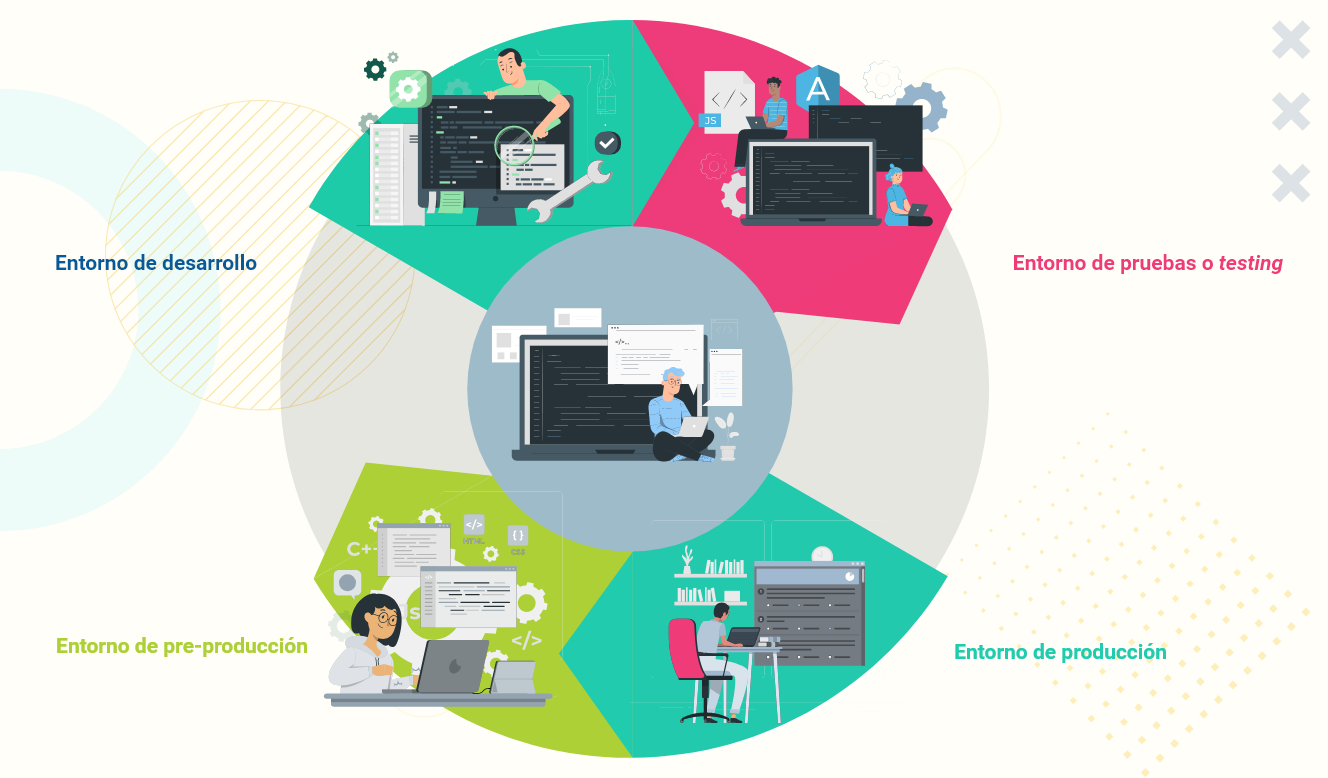 </>
JS
A
Entorno de desarrollo
Entorno de pruebas o testing
</>...
</>
HTML
{ }
CSS
C++
</>
Entorno de pre-producción
Entorno de producción